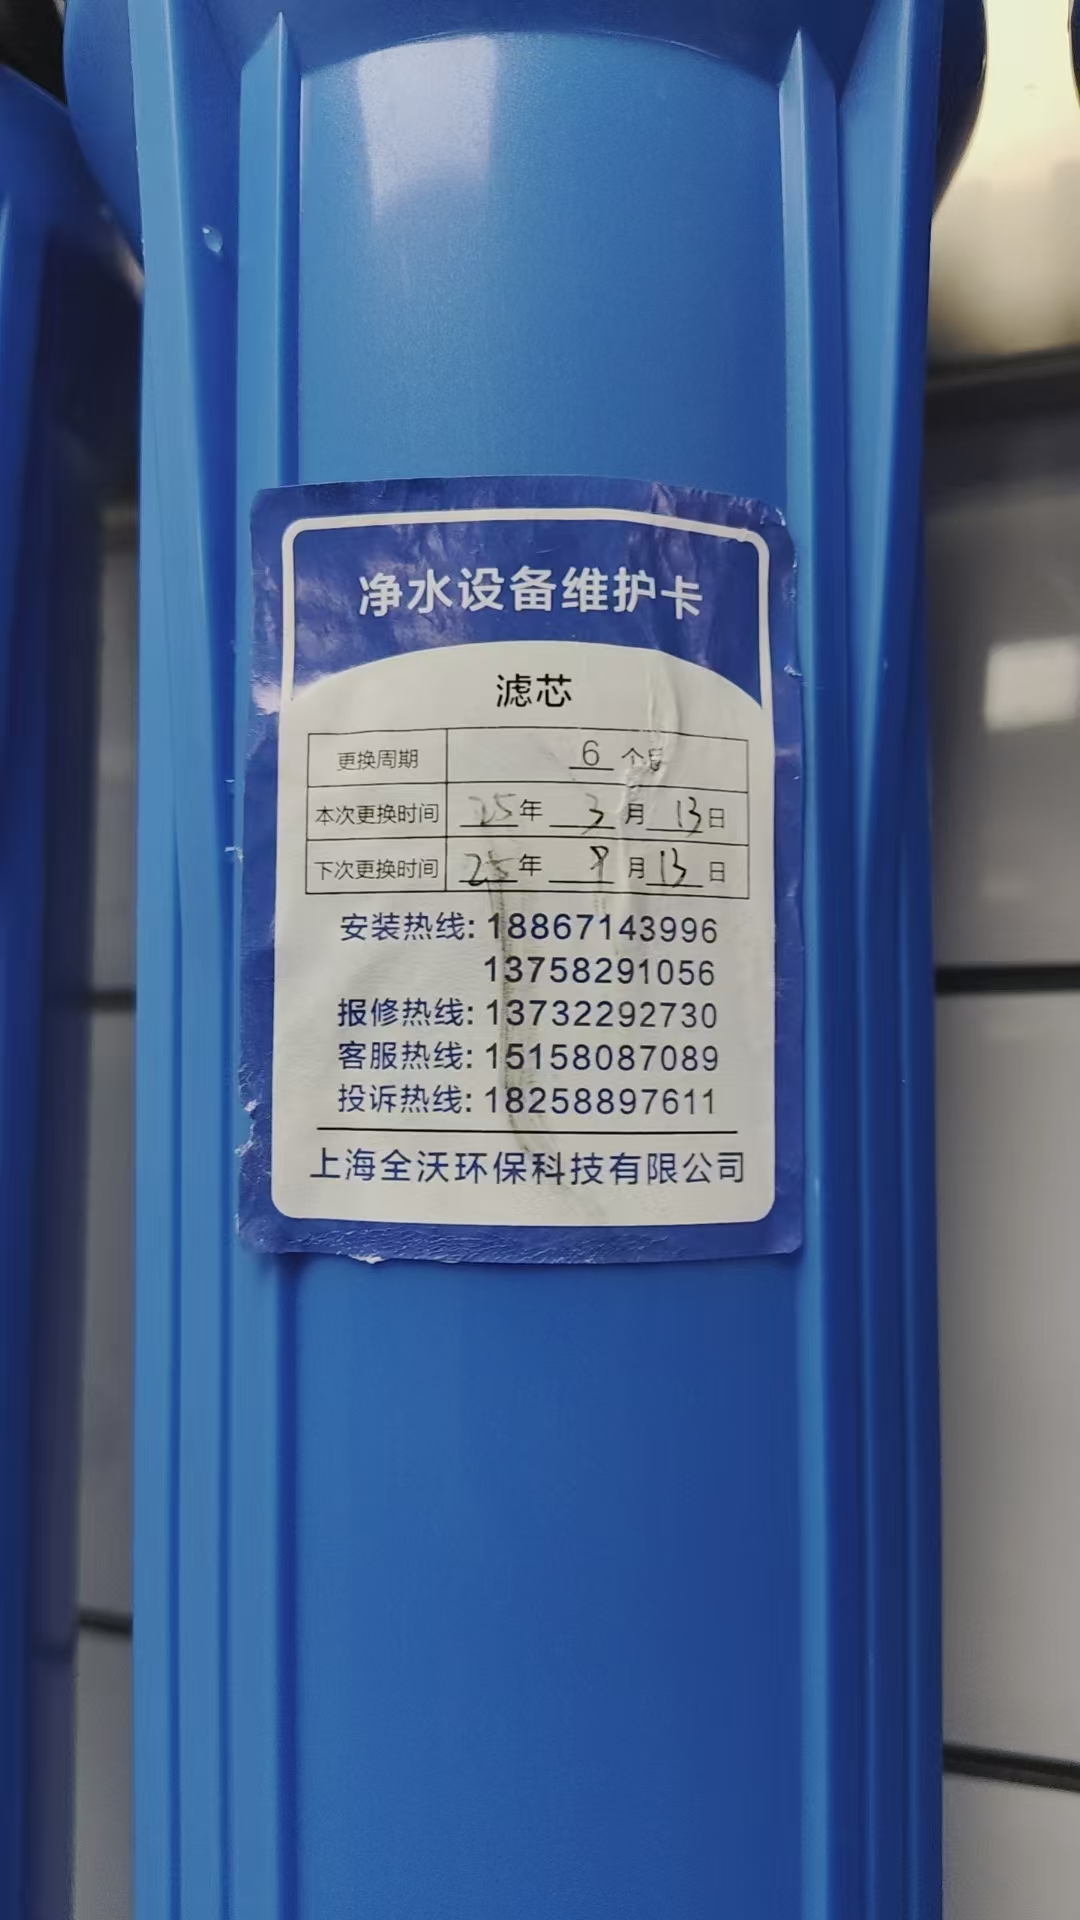 净水设备维护卡
滤芯
更换周期 6 个月
本次更换时间 25年 3月 13日
下次更换时间 25年 9月 13日
安装热线: 18867143996
13758291056
报修热线: 13732292730
客服热线: 15158087089
投诉热线: 18258897611
上海全沃环保科技有限公司